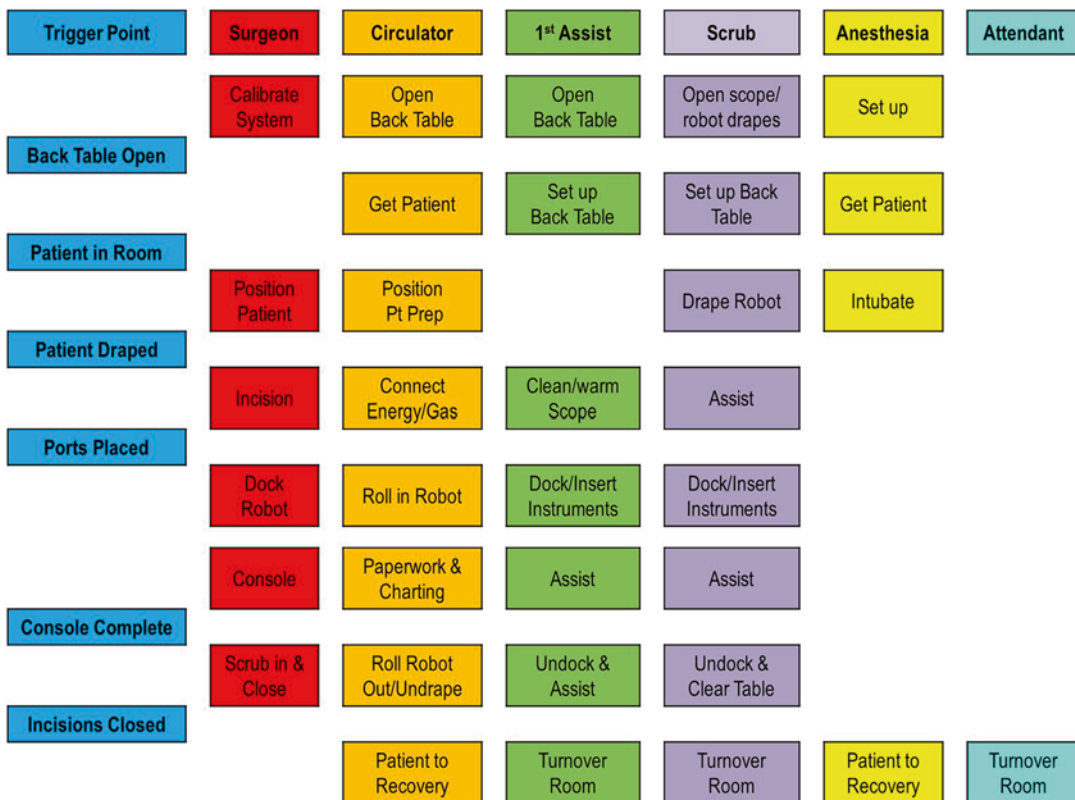 Trigger Point
Surgeon
Circulator
1st Assist
Scrub
Anesthesia
Attendant
Calibrate
System
Open
Back Table
Open
Back Table
Open scope/
robot drapes
Set up
Back Table Open
Get Patient
Set up
Back Table
Set up Back
Table
Get Patient
Patient in Room
Position
Patient
Position
Pt Prep
Drape Robot
Intubate
Patient Draped
Incision
Connect
Energy/Gas
Clean/warm
Scope
Assist
Ports Placed
Dock
Robot
Roll in Robot
Dock/Insert
Instruments
Dock/Insert
Instruments
Console
Paperwork &
Charting
Assist
Assist
Console Complete
Scrub in &
Close
Roll Robot
Out/Undrape
Undock &
Assist
Undock &
Clear Table
Incisions Closed
Patient to
Recovery
Turnover
Room
Turnover
Room
Patient to
Recovery
Turnover
Room